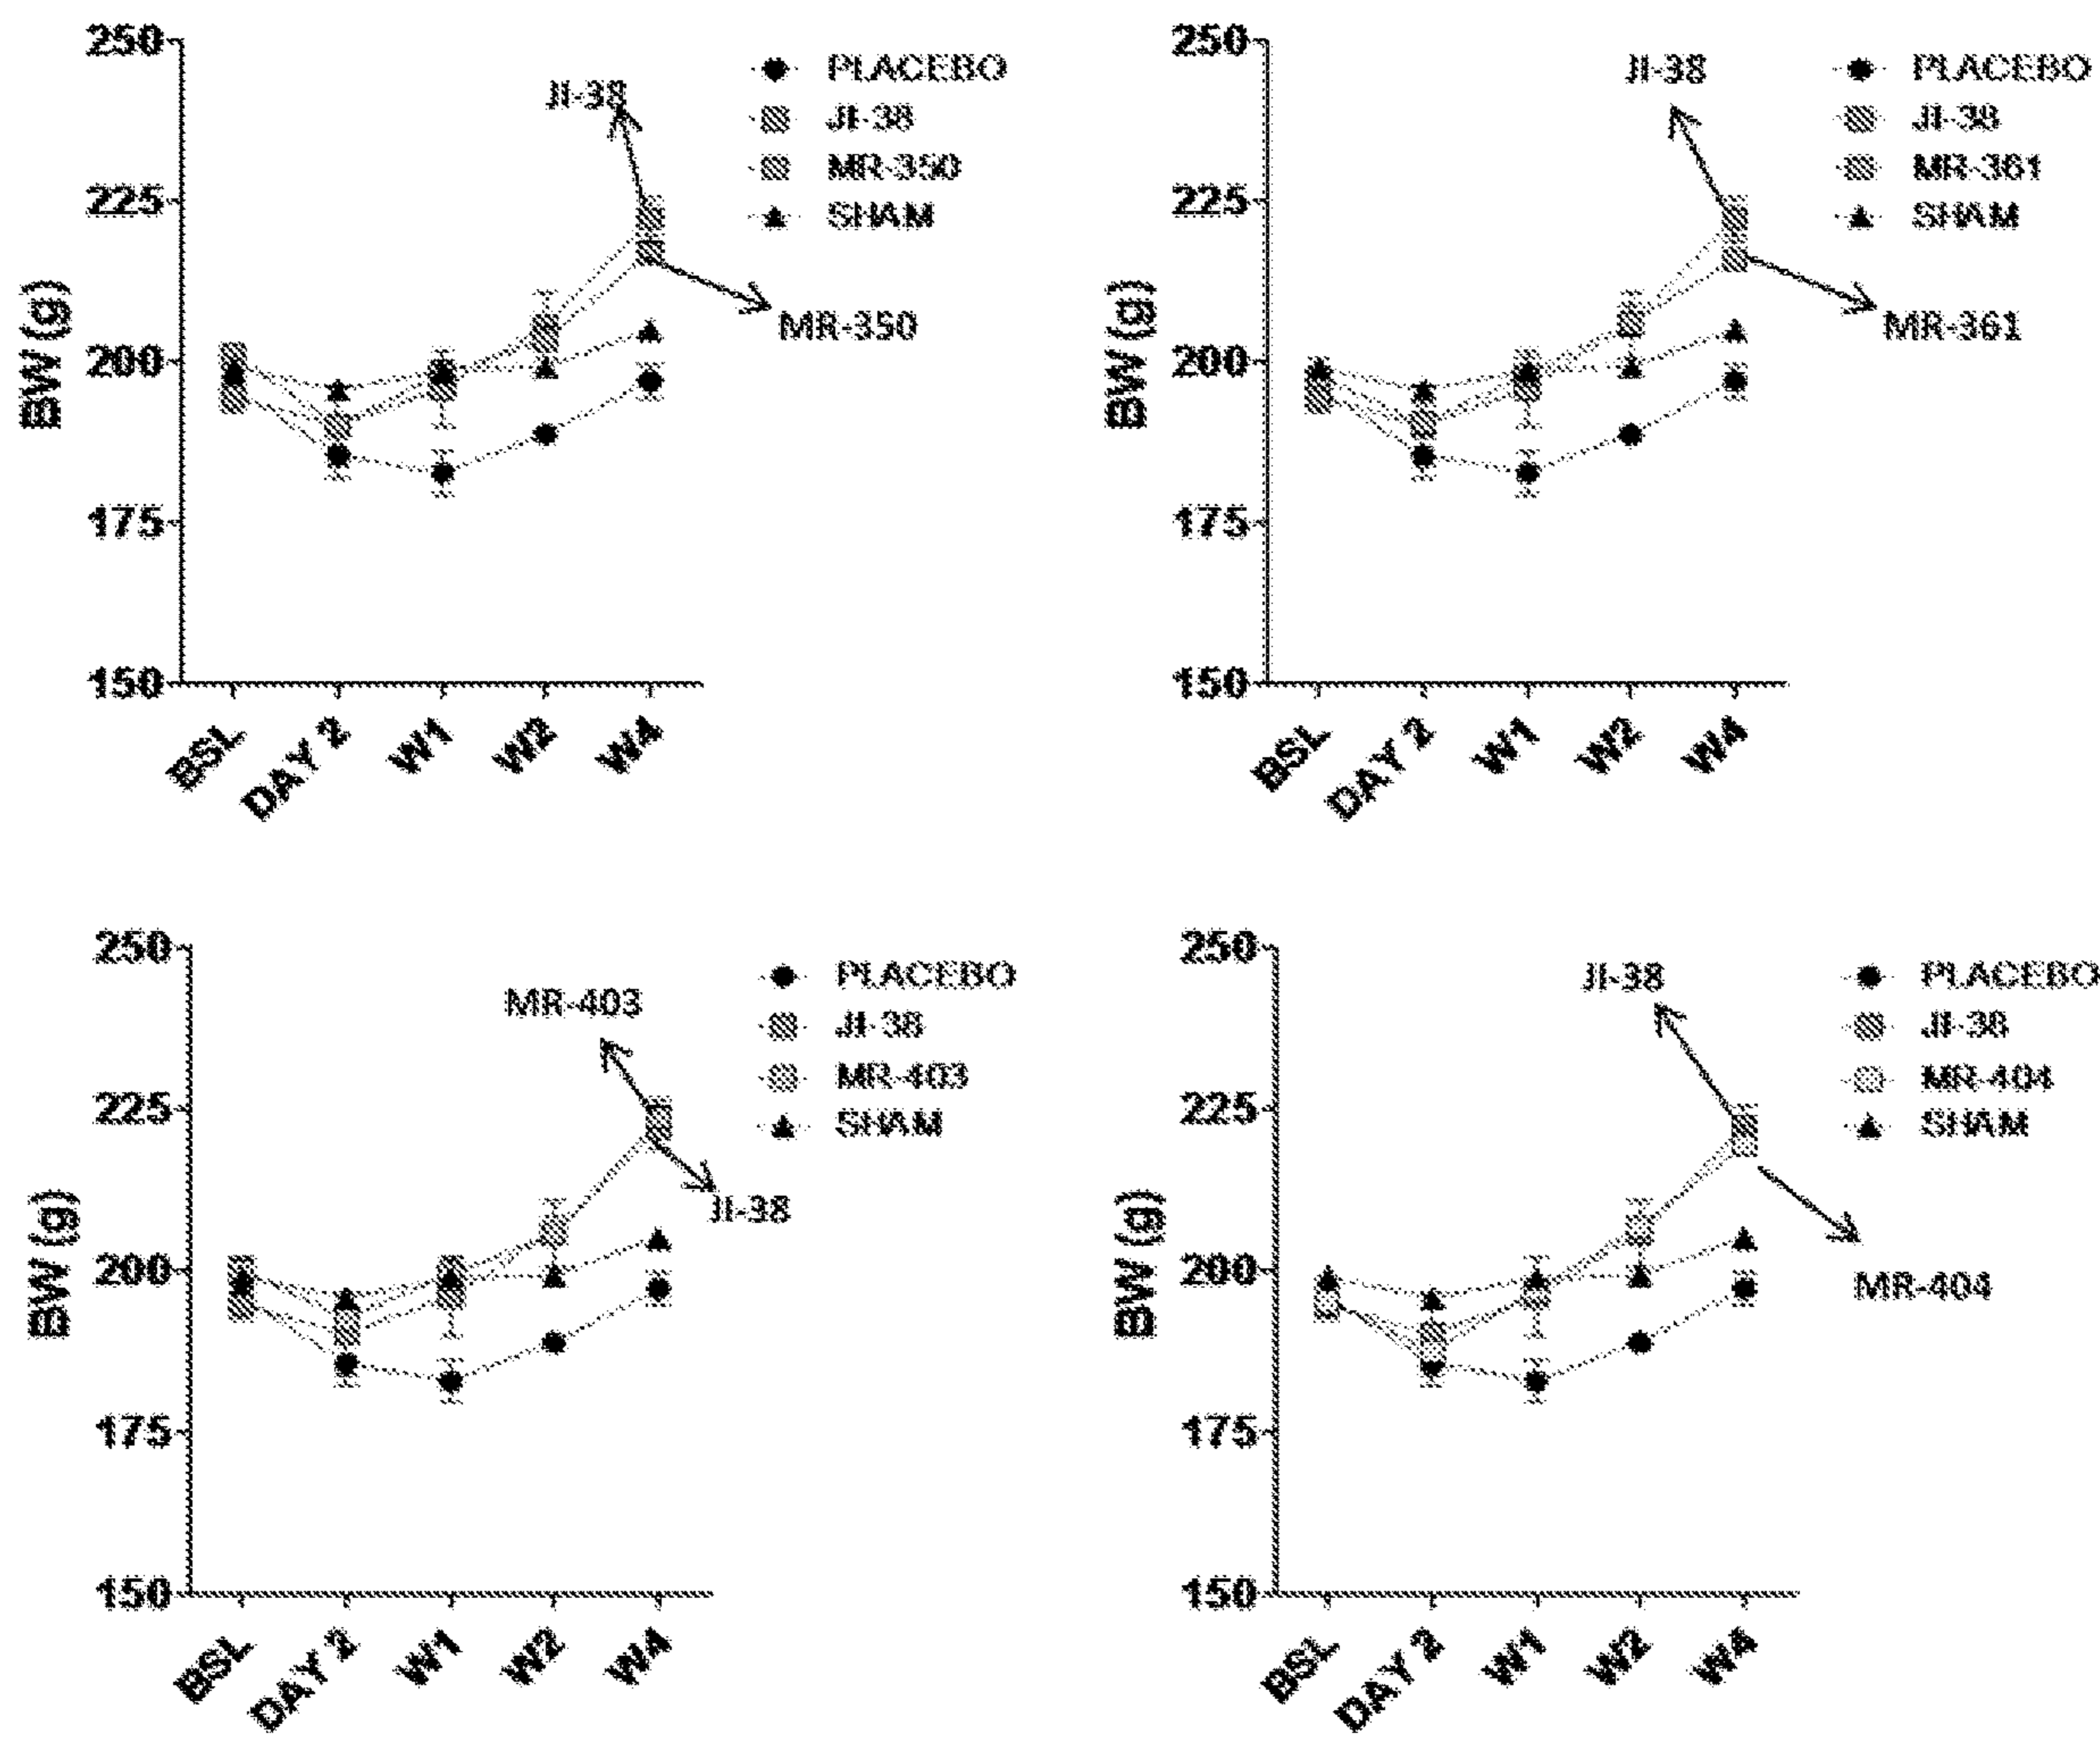 250
225
200
175
150
BW (g)
BSL
DAY 2
W1
W2
W4
JI-38
MR-350
PLACEBO
JI-38
MR-350
SHAM
250
225
200
175
150
BW (g)
BSL
DAY 2
W1
W2
W4
JI-38
MR-361
PLACEBO
JI-38
MR-361
SHAM
250
225
200
175
150
BW (g)
BSL
DAY 2
W1
W2
W4
MR-403
JI-38
PLACEBO
JI-38
MR-403
SHAM
250
225
200
175
150
BW (g)
BSL
DAY 2
W1
W2
W4
JI-38
MR-404
PLACEBO
JI-38
MR-404
SHAM